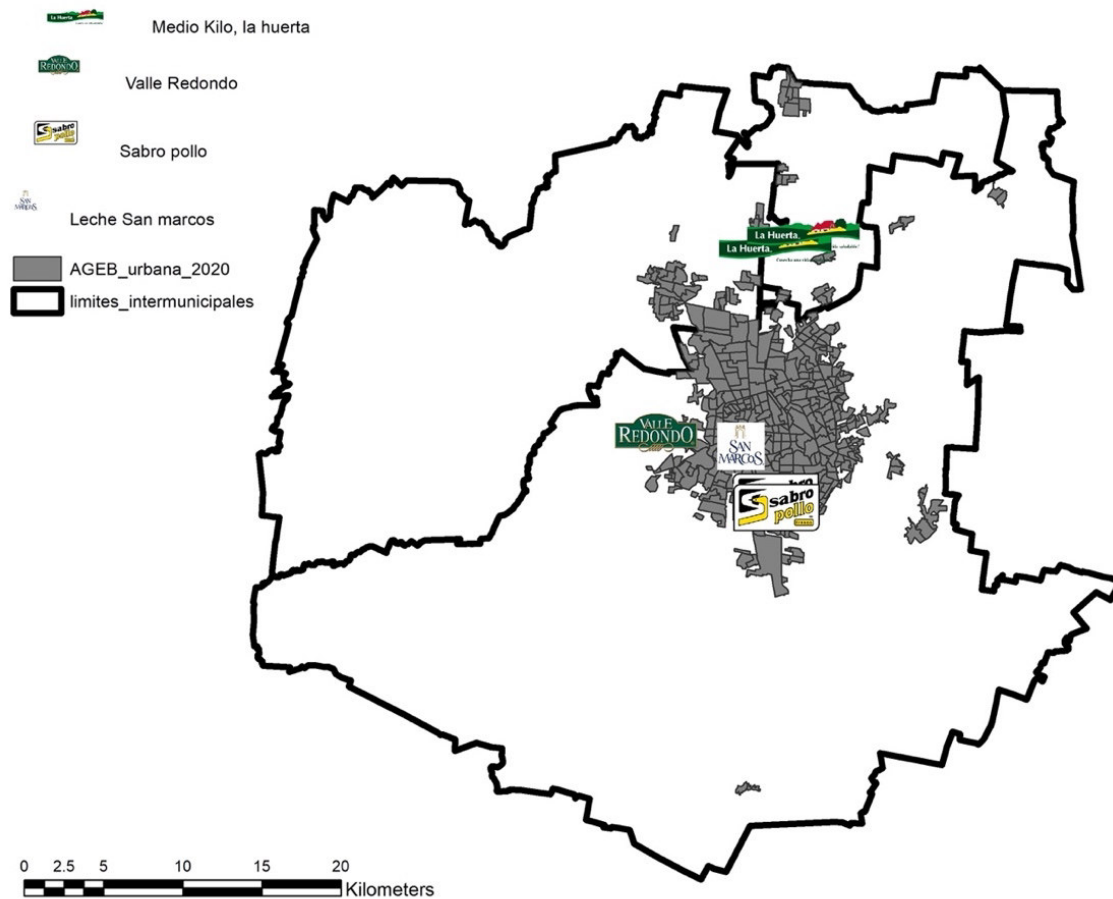 La Huerta.
Medio Kilo, la huerta
VALLE
REDONDO
Valle Redondo
sabro
pollo
Sabro pollo
SAN
MARCOS
Leche San marcos
AGEB_urbana_2020
limites_intermunicipales
La Huerta.
La Huerta.
VALLE
REDONDO
SAN
MARCOS
bro
sabro
pollo
0 2.5 5 10 15 20
Kilometers